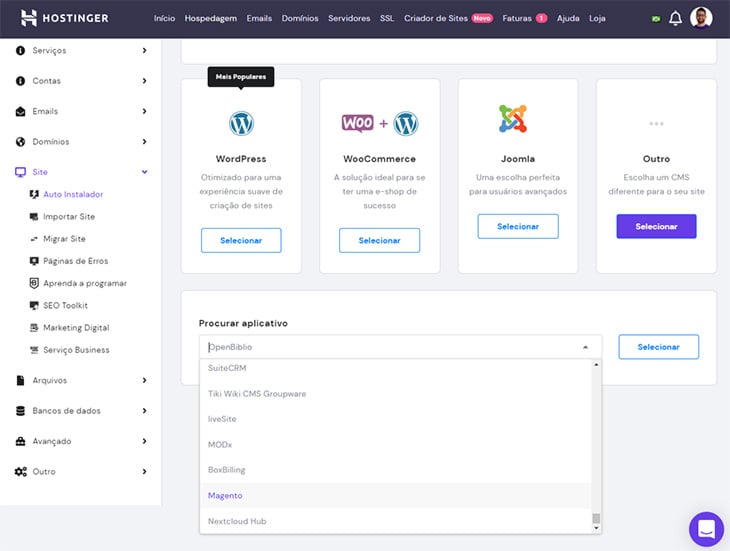 HOSTINGER
Início Hospedagem Emails Domínios Servidores SSL Criador de Sites Novo Faturas 1 Ajuda Loja
Serviços
Contas
Emails
Domínios
Site
Auto Instalador
Importar Site
Migrar Site
Páginas de Erros
Aprenda a programar
SEO Toolkit
Marketing Digital
Serviço Business
Arquivos
Bancos de dados
Avançado
Outro
Mais Populares
WordPress
Otimizado para uma
experiência suave de
criação de sites
Selecionar
WOO +
WooCommerce
A solução ideal para se
ter uma e-shop de
sucesso
Selecionar
Joomla
Uma escolha perfeita
para usuários avançados
Selecionar
Outro
Escolha um CMS
diferente para o seu site
Selecionar
Procurar aplicativo
OpenBiblio
Selecionar
SuiteCRM
Tiki Wiki CMS Groupware
liveSite
MODx
BoxBilling
Magento
Nextcloud Hub